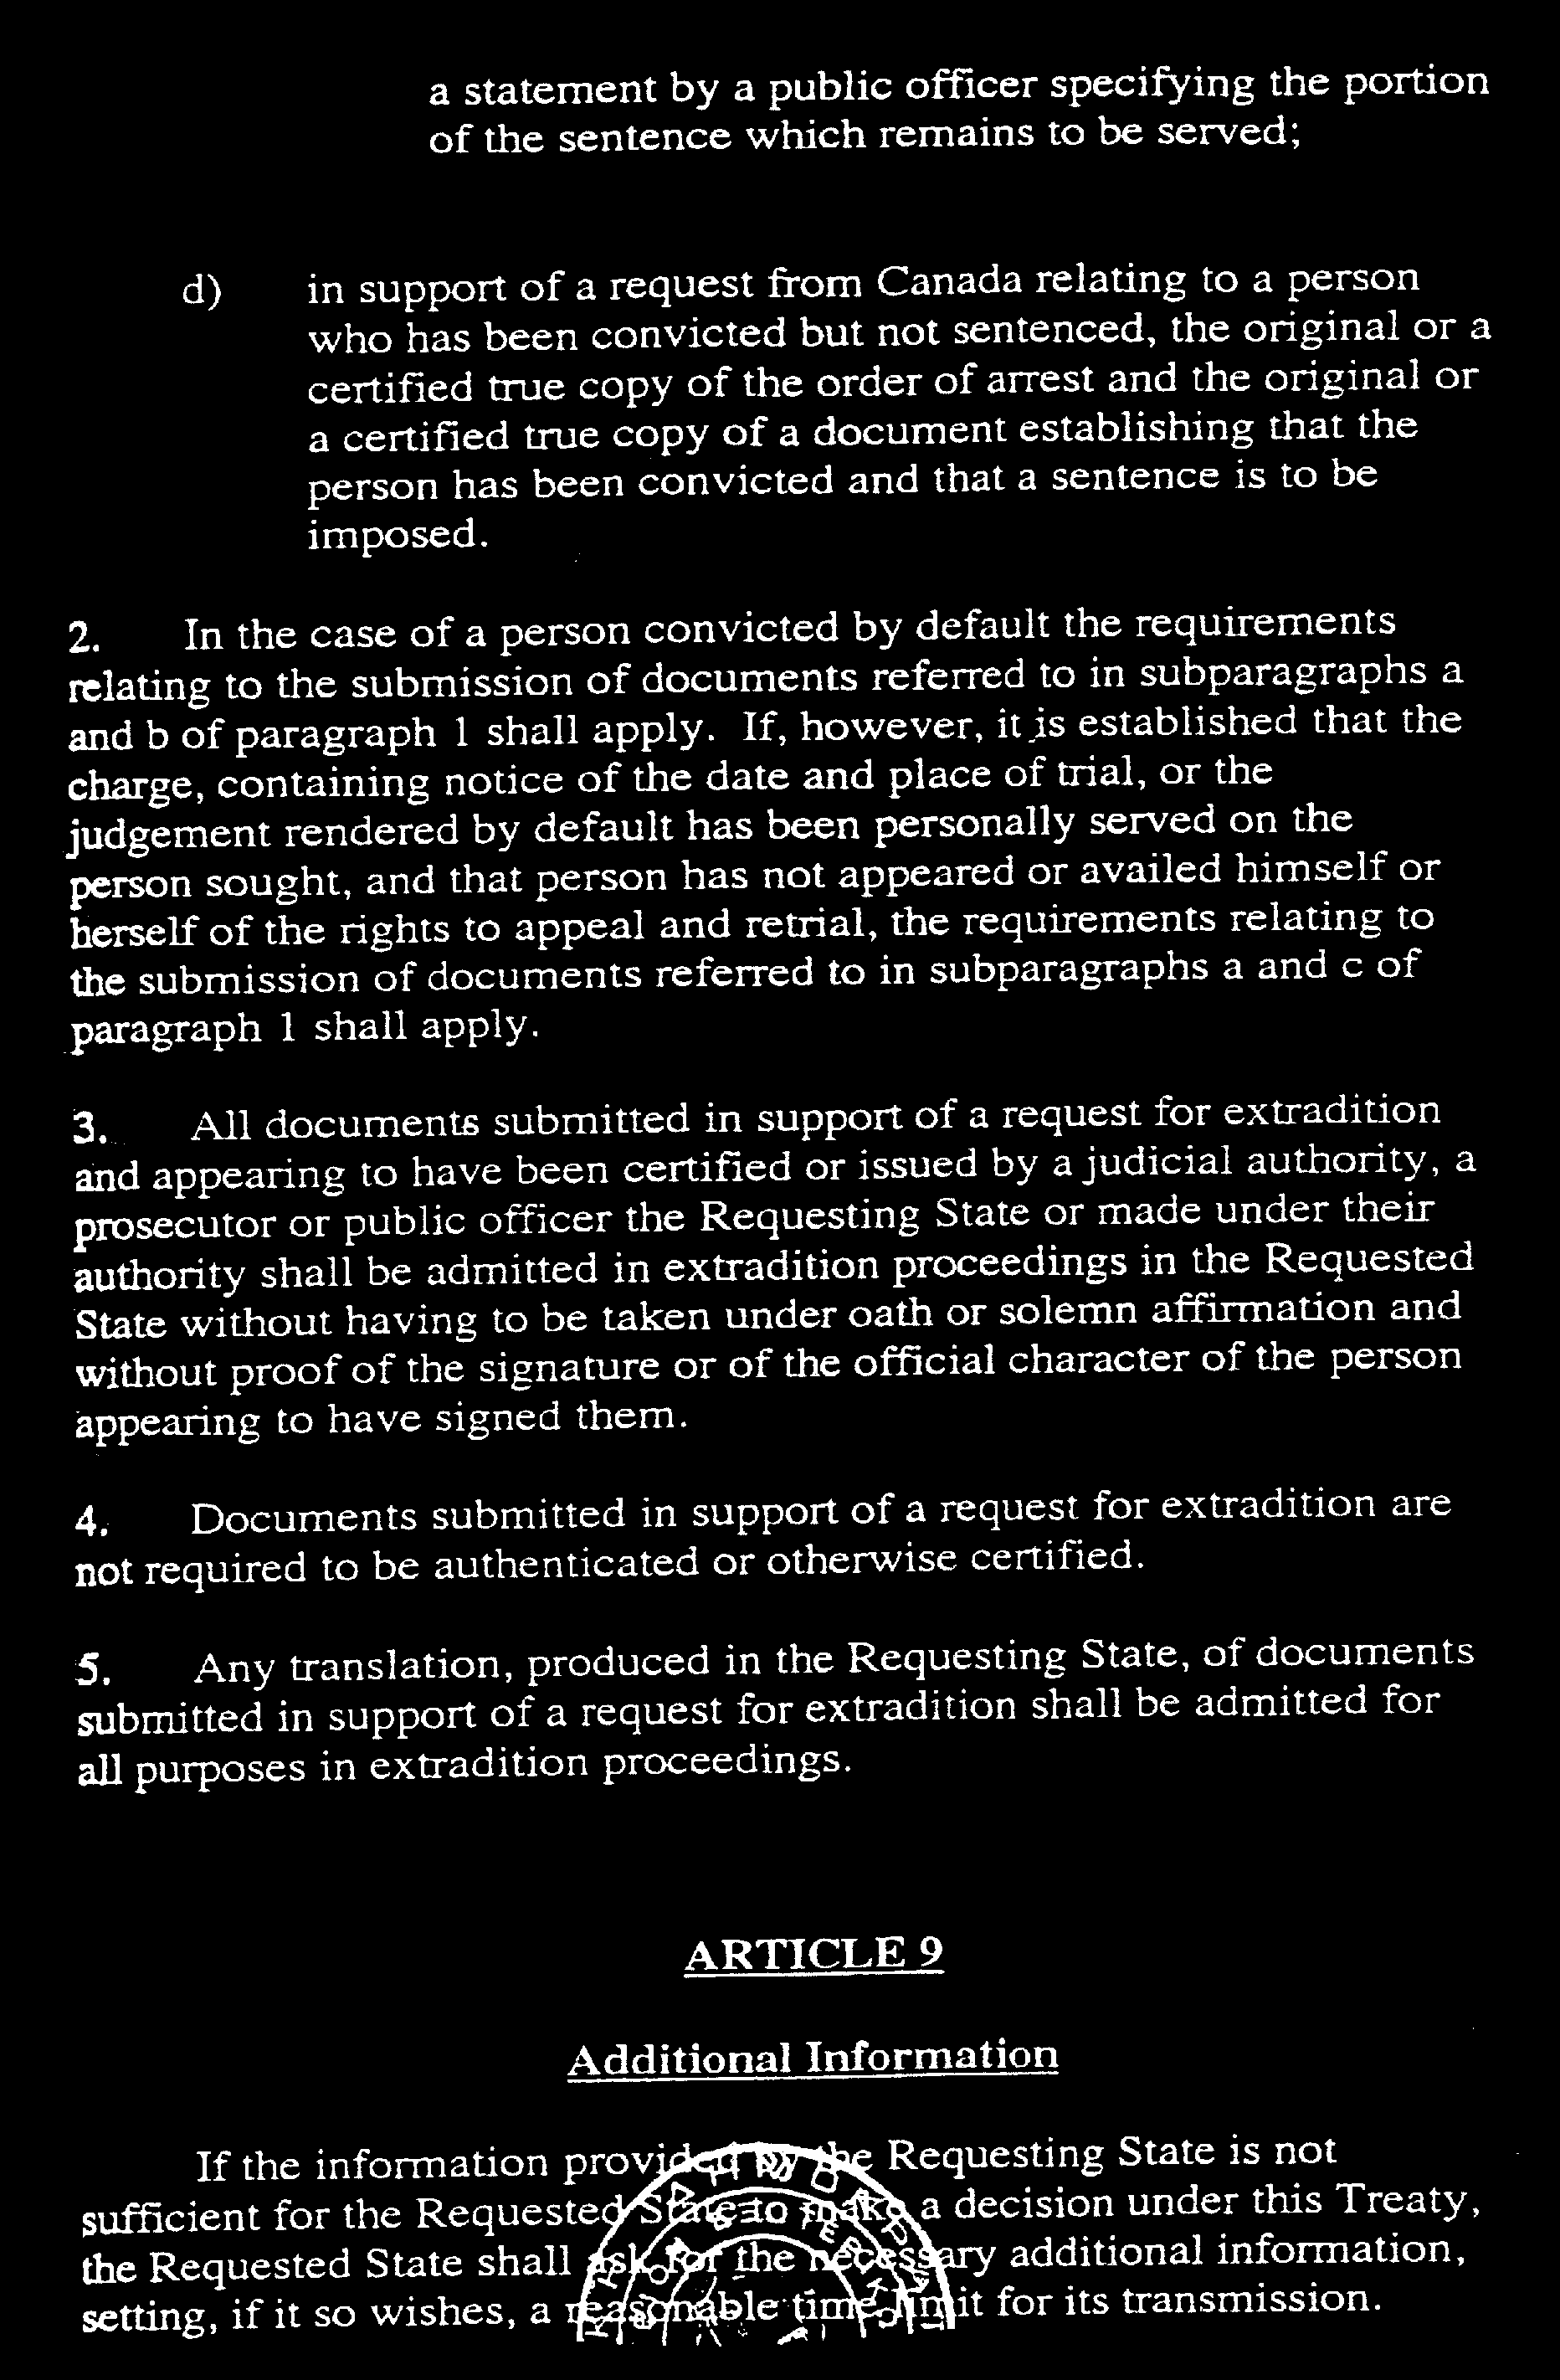 a statement by a public officer specifying the portion
of the sentence which remains to be served;
d) in support of a request from Canada relating to a person
who has been convicted but not sentenced, the original or a
certified true copy of the order of arrest and the original or
a certified true copy of a document establishing that the
person has been convicted and that a sentence is to be
imposed.
2. In the case of a person convicted by default the requirements
relating to the submission of documents referred to in subparagraphs a
and b of paragraph 1 shall apply. If, however, it is established that the
charge, containing notice of the date and place of trial, or the
judgement rendered by default has been personally served on the
person sought, and that person has not appeared or availed himself or
herself of the rights to appeal and retrial, the requirements relating to
the submission of documents referred to in subparagraphs a and c of
paragraph 1 shall apply.
3. All documents submitted in support of a request for extradition
and appearing to have been certified or issued by a judicial authority, a
prosecutor or public officer the Requesting State or made under their
authority shall be admitted in extradition proceedings in the Requested
State without having to be taken under oath or solemn affirmation and
without proof of the signature or of the official character of the person
appearing to have signed them.
4. Documents submitted in support of a request for extradition are
not required to be authenticated or otherwise certified.
5. Any translation, produced in the Requesting State, of documents
submitted in support of a request for extradition shall be admitted for
all purposes in extradition proceedings.
ARTICLE 9
Additional Information
If the information provided by the Requesting State is not
sufficient for the Requested State to make a decision under this Treaty,
the Requested State shall ask for the necessary additional information,
setting, if it so wishes, a reasonable time limit for its transmission.